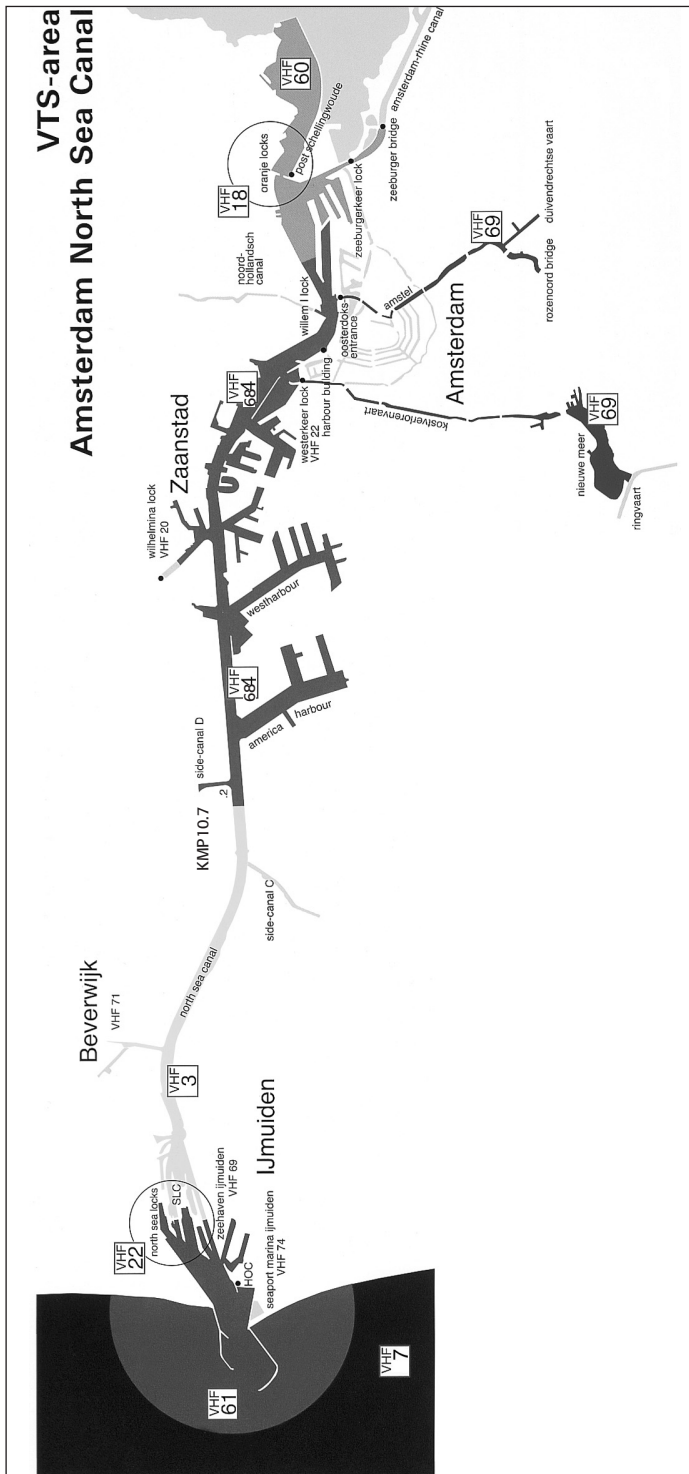 VTS-area
Amsterdam North Sea Canal
VHF
7
VHF
61
VHF
22
north sea locks
SLC
zeehaven ijmuiden
VHF 69
HOC
seaport marina ijmuiden
VHF 74
IJmuiden
VHF
3
Beverwijk
VHF 71
north sea canal
side-canal C
KMP10.7
side-canal D
.2
america harbour
VHF
684
westharbour
wilhelmina lock
VHF 20
Zaanstad
VHF
684
westerkeer lock
VHF 22
harbour building
willem I lock
oosterdoks-
entrance
noord-
hollandsch
canal
VHF
18
oranje locks
post schellingwoude
VHF
60
zeeburgerkeer lock
zeeburger bridge
amsterdam-rhine canal
amstel
Amsterdam
VHF
69
duivendrechtse vaart
rozenoord bridge
kostverlorenvaart
VHF
69
nieuwe meer
ringvaart